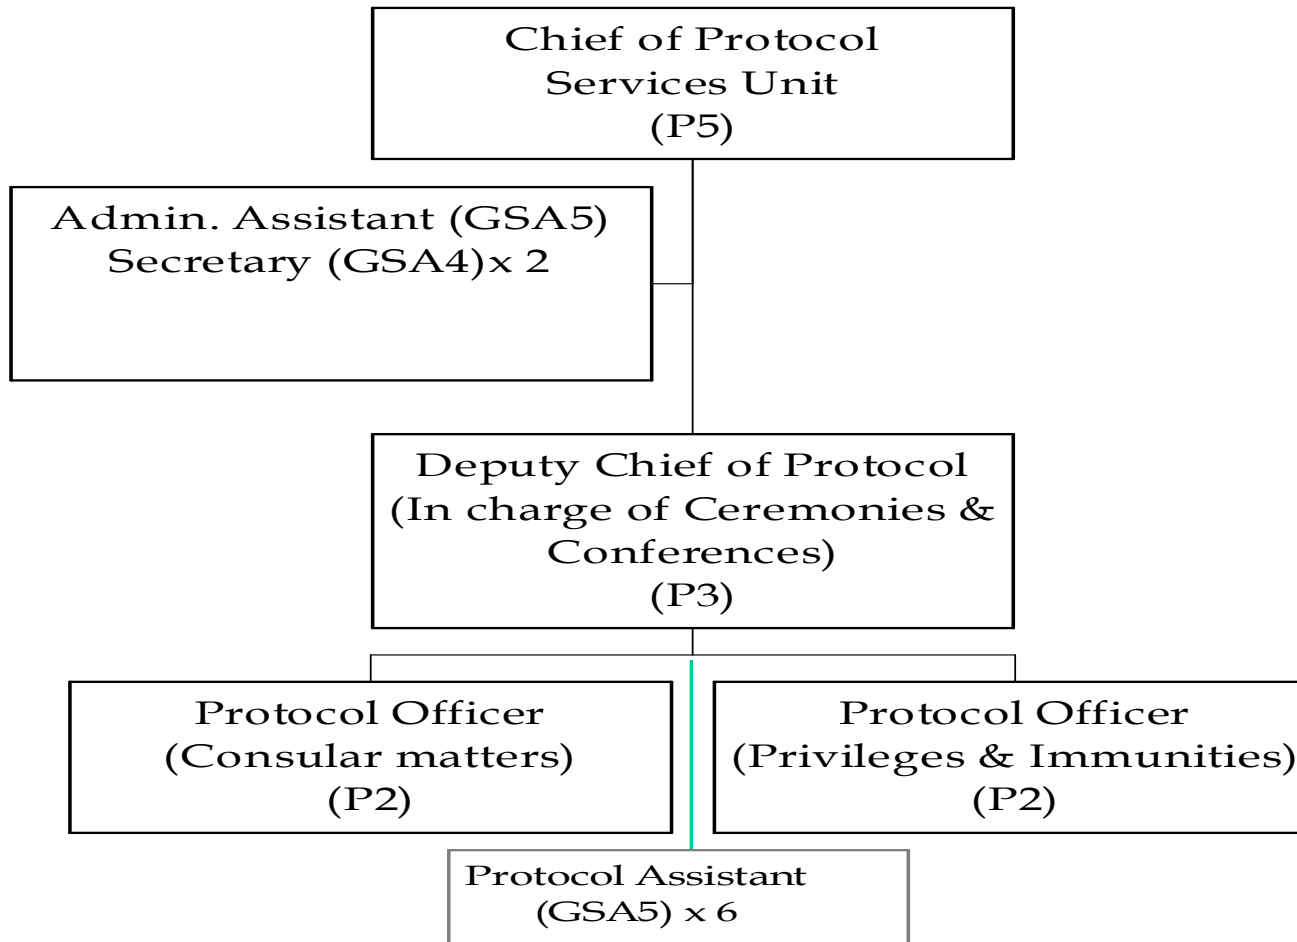 Chief of Protocol
Services Unit
(P5)
Admin. Assistant (GSA5)
Secretary (GSA4)x 2
Deputy Chief of Protocol
(In charge of Ceremonies &
Conferences)
(P3)
Protocol Officer
(Consular matters)
(P2)
Protocol Officer
(Privileges & Immunities)
(P2)
Protocol Assistant
(GSA5) x 6